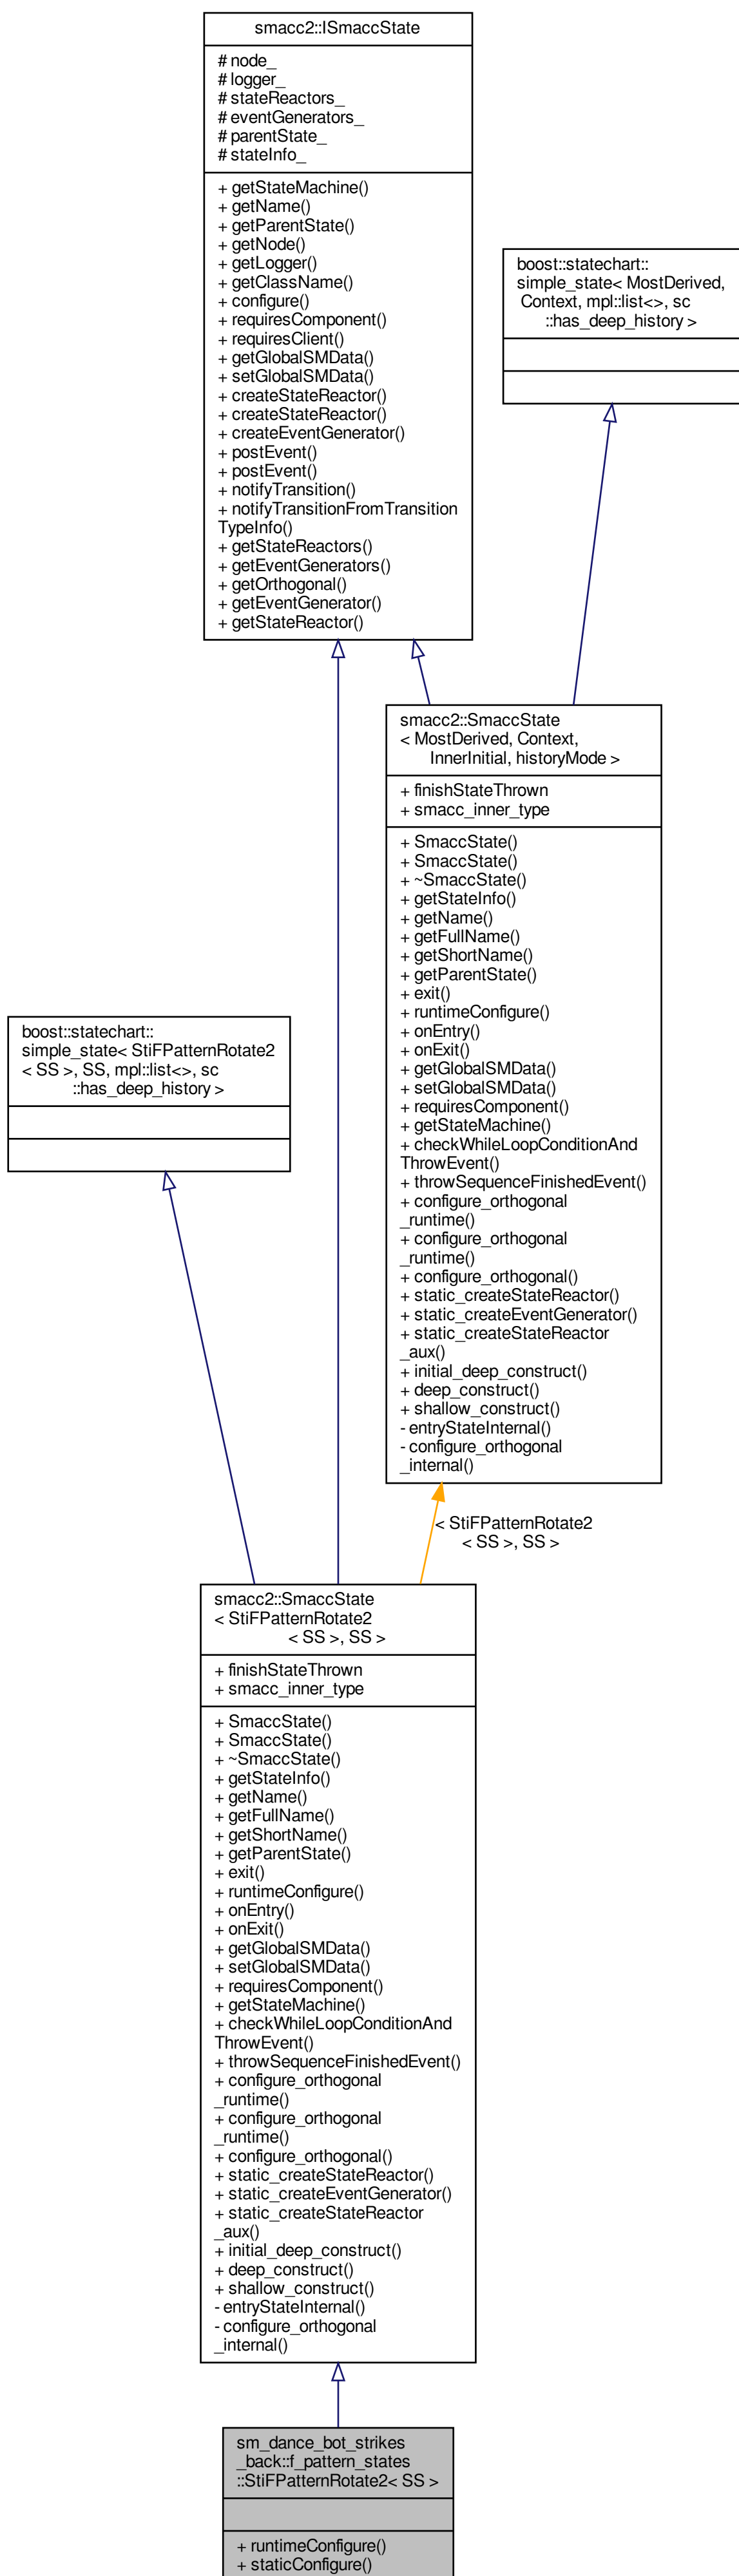 smacc2::ISmaccState
# node_
# logger_
# stateReactors_
# eventGenerators_
# parentState_
# stateInfo_
+ getStateMachine()
+ getName()
+ getParentState()
+ getNode()
+ getLogger()
+ getClassName()
+ configure()
+ requiresComponent()
+ requiresClient()
+ getGlobalSMData()
+ setGlobalSMData()
+ createStateReactor()
+ createStateReactor()
+ createEventGenerator()
+ postEvent()
+ postEvent()
+ notifyTransition()
+ notifyTransitionFromTransition
TypeInfo()
+ getStateReactors()
+ getEventGenerators()
+ getOrthogonal()
+ getEventGenerator()
+ getStateReactor()
boost::statechart::
simple_state< MostDerived,
Context, mpl::list<>, sc
::has_deep_history >
smacc2::SmaccState
< MostDerived, Context,
InnerInitial, historyMode >
+ finishStateThrown
+ smacc_inner_type
+ SmaccState()
+ SmaccState()
+ ~SmaccState()
+ getStateInfo()
+ getName()
+ getFullName()
+ getShortName()
+ getParentState()
+ exit()
+ runtimeConfigure()
+ onEntry()
+ onExit()
+ getGlobalSMData()
+ setGlobalSMData()
+ requiresComponent()
+ getStateMachine()
+ checkWhileLoopConditionAnd
ThrowEvent()
+ throwSequenceFinishedEvent()
+ configure_orthogonal
_runtime()
+ configure_orthogonal
_runtime()
+ configure_orthogonal()
+ static_createStateReactor()
+ static_createEventGenerator()
+ static_createStateReactor
_aux()
+ initial_deep_construct()
+ deep_construct()
+ shallow_construct()
- entryStateInternal()
- configure_orthogonal
_internal()
boost::statechart::
simple_state< StiFPatternRotate2
< SS >, SS, mpl::list<>, sc
::has_deep_history >
< StiFPatternRotate2
< SS >, SS >
smacc2::SmaccState
< StiFPatternRotate2
< SS >, SS >
+ finishStateThrown
+ smacc_inner_type
+ SmaccState()
+ SmaccState()
+ ~SmaccState()
+ getStateInfo()
+ getName()
+ getFullName()
+ getShortName()
+ getParentState()
+ exit()
+ runtimeConfigure()
+ onEntry()
+ onExit()
+ getGlobalSMData()
+ setGlobalSMData()
+ requiresComponent()
+ getStateMachine()
+ checkWhileLoopConditionAnd
ThrowEvent()
+ throwSequenceFinishedEvent()
+ configure_orthogonal
_runtime()
+ configure_orthogonal
_runtime()
+ configure_orthogonal()
+ static_createStateReactor()
+ static_createEventGenerator()
+ static_createStateReactor
_aux()
+ initial_deep_construct()
+ deep_construct()
+ shallow_construct()
- entryStateInternal()
- configure_orthogonal
_internal()
sm_dance_bot_strikes
_back::f_pattern_states
::StiFPatternRotate2< SS >
+ runtimeConfigure()
+ staticConfigure()